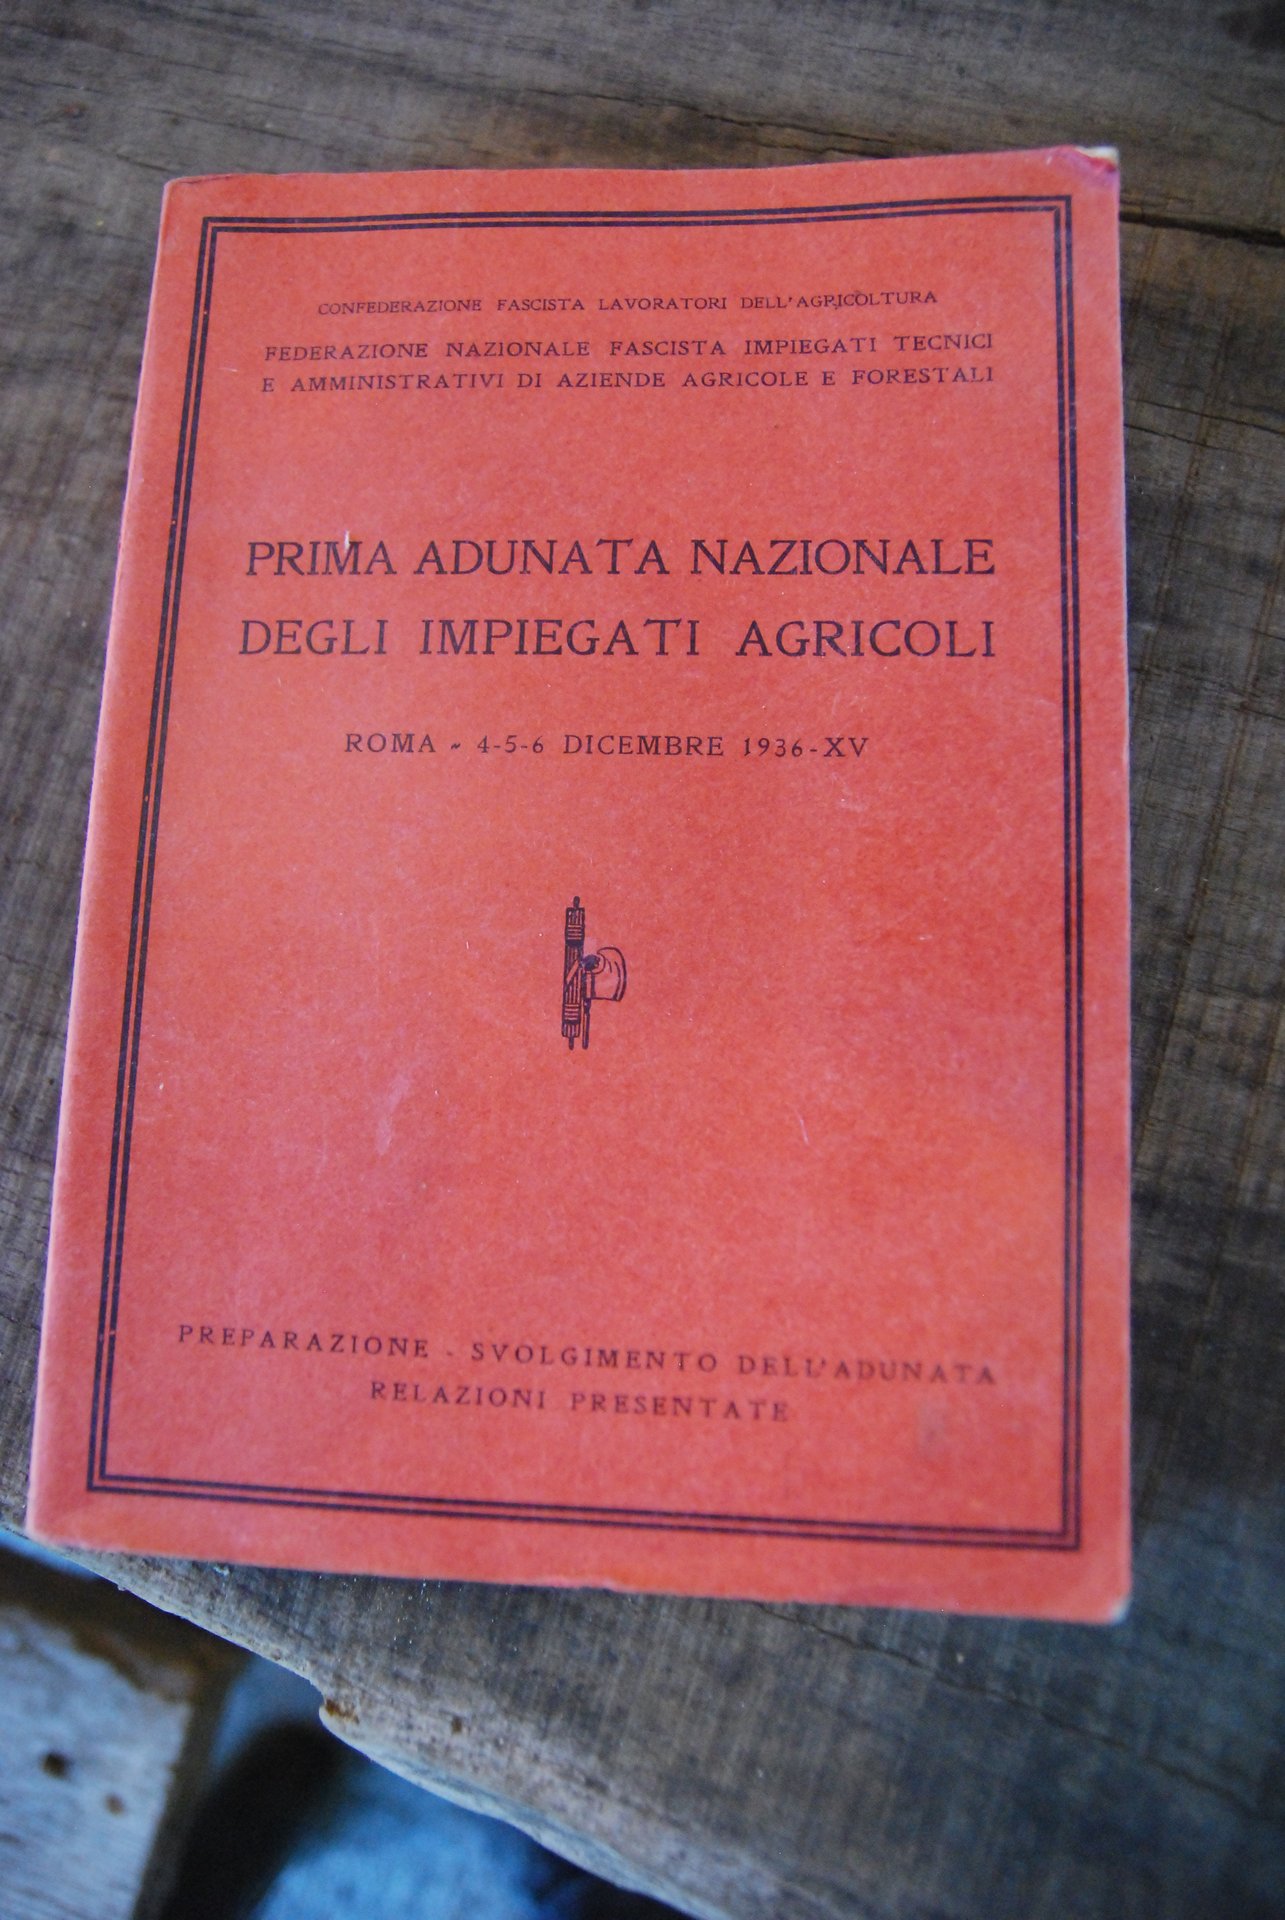 CONFEDERAZIONE FASCISTA LAVORATORI DELL'AGRICOLTURA
FEDERAZIONE NAZIONALE FASCISTA IMPIEGATI TECNICI
E AMMINISTRATIVI DI AZIENDE AGRICOLE E FORESTALI
PRIMA ADUNATA NAZIONALE
DEGLI IMPIEGATI AGRICOLI
ROMA - 4-5-6 DICEMBRE 1936-XV
PREPARAZIONE - SVOLGIMENTO DELL'ADUNATA
RELAZIONI PRESENTATE